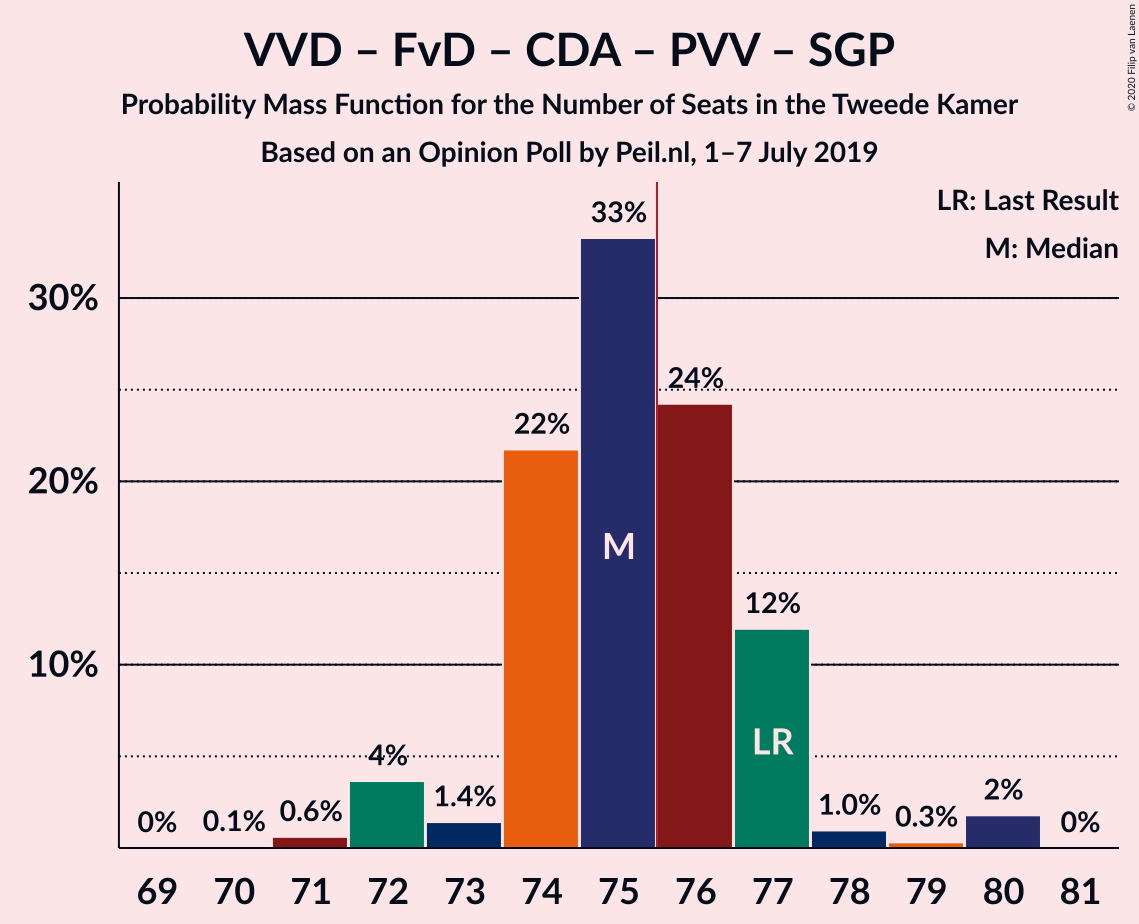 VVD – FvD – CDA – PVV – SGP
Probability Mass Function for the Number of Seats in the Tweede Kamer
Based on an Opinion Poll by Peil.nl, 1–7 July 2019
© 2020 Filip van Laenen
LR: Last Result
M: Median
30%
20%
10%
0%
0.1%
0.6%
4%
1.4%
22%
33%
24%
12%
1.0%
0.3%
2%
0%
M
LR
69 70 71 72 73 74 75 76 77 78 79 80 81